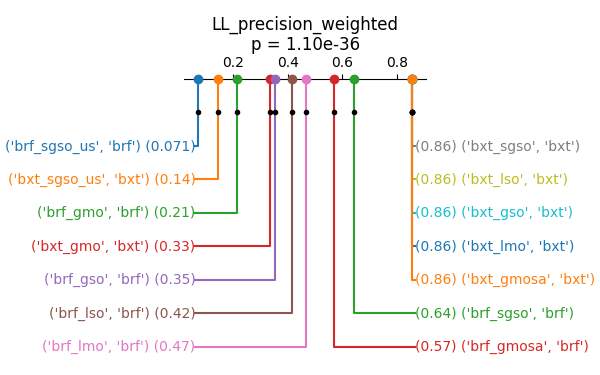 LL_precision_weighted
p = 1.10e-36
0.2 0.4 0.6 0.8
('brf_sgso_us', 'brf') (0.071)
(0.86) ('bxt_sgso', 'bxt')
('bxt_sgso_us', 'bxt') (0.14)
(0.86) ('bxt_lso', 'bxt')
('brf_gmo', 'brf') (0.21)
(0.86) ('bxt_gso', 'bxt')
('bxt_gmo', 'bxt') (0.33)
(0.86) ('bxt_lmo', 'bxt')
('brf_gso', 'brf') (0.35)
(0.86) ('bxt_gmosa', 'bxt')
('brf_lso', 'brf') (0.42)
(0.64) ('brf_sgso', 'brf')
('brf_lmo', 'brf') (0.47)
(0.57) ('brf_gmosa', 'brf')